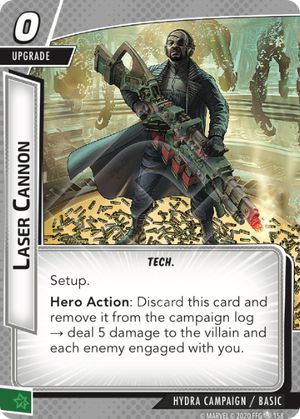 0
UPGRADE
LASER CANNON
TECH.
Setup.
Hero Action: Discard this card and
remove it from the campaign log
→ deal 5 damage to the villain and
each enemy engaged with you.
HYDRA CAMPAIGN / BASIC
© MARVEL © 2020 FFG 158